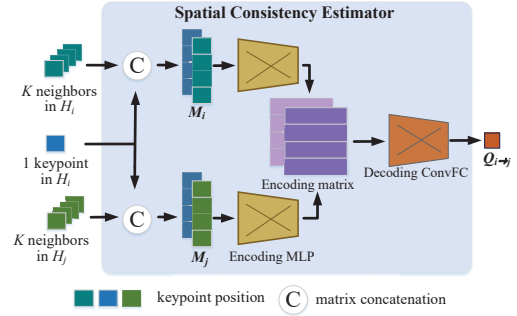 Spatial Consistency Estimator
C
K neighbors
in Hi
Mi
1 keypoint
in Hi
Encoding matrix
Decoding ConvFC
Qi→j
C
K neighbors
in Hj
Mj
Encoding MLP
keypoint position
C
matrix concatenation